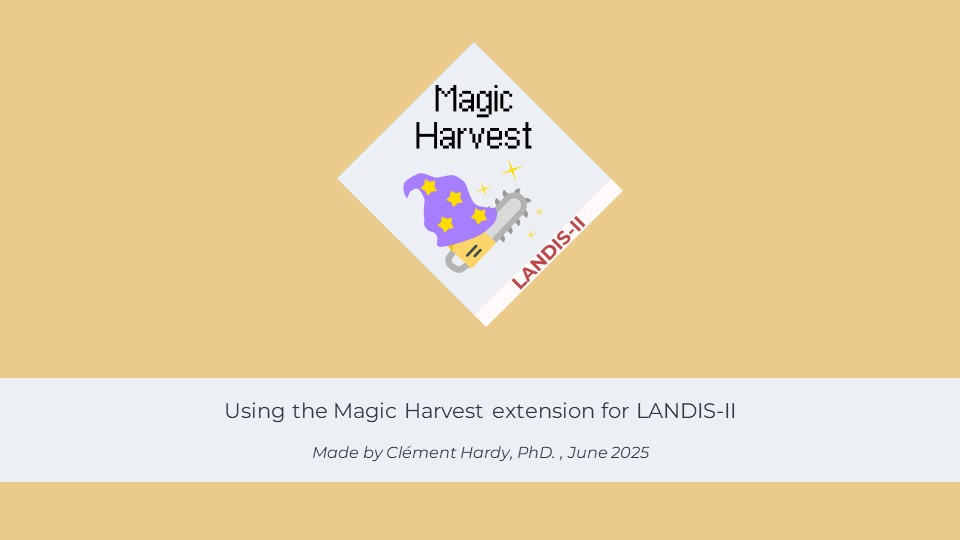 Magic
Harvest
LANDIS-II
Using the Magic Harvest extension for LANDIS-II
Made by Clément Hardy, PhD. , June 2025